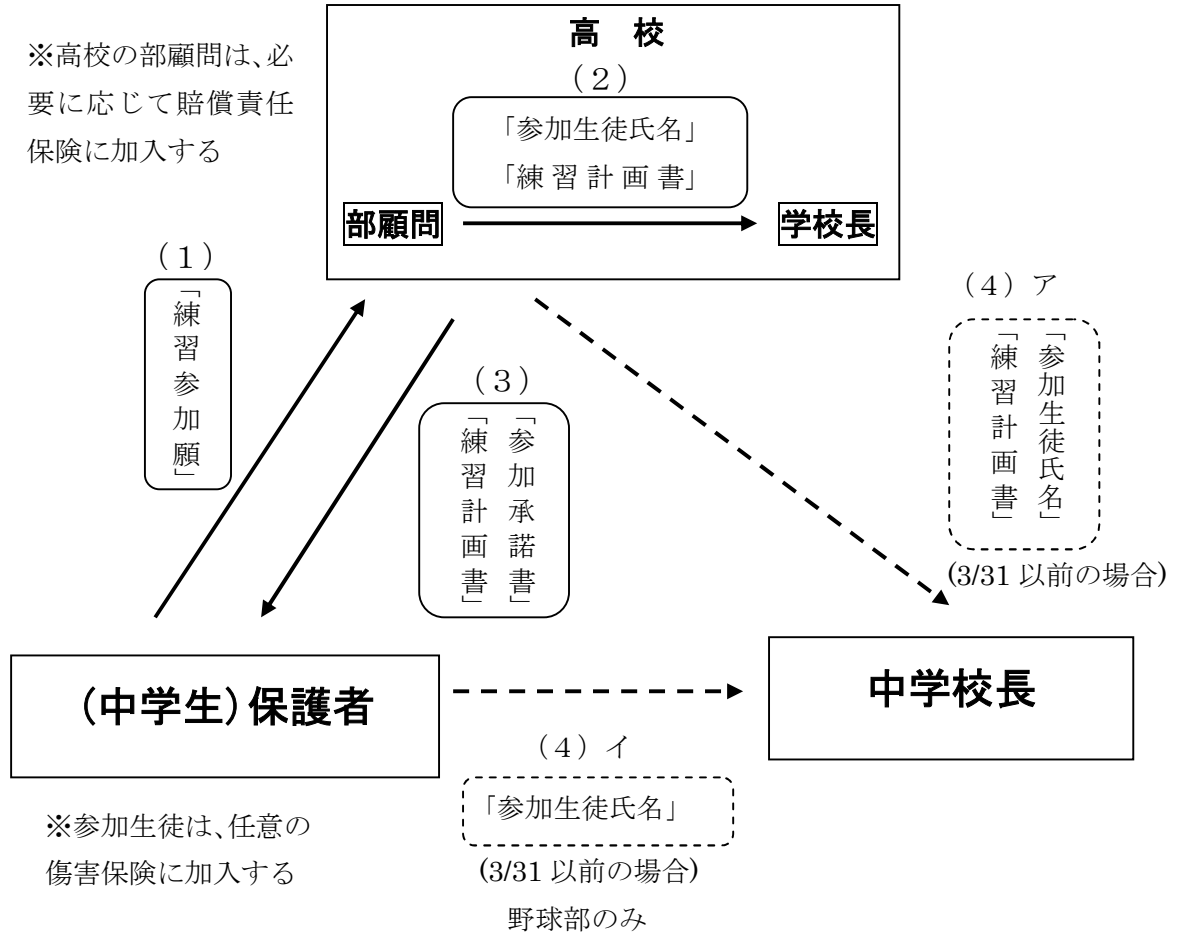 ※高校の部顧問は、必
要に応じて賠償責任
保険に加入する
高 校
（２）
「参加生徒氏名」
「練習計画書」
部顧問
学校長
（１）
「練習参加願」
（３）
「参加承諾書」
「練習計画書」
（４）ア
「参加生徒氏名」
「練習計画書」
(3/31 以前の場合)
（中学生）保護者
中学校長
（４）イ
「参加生徒氏名」
(3/31 以前の場合)
野球部のみ
※参加生徒は、任意の
傷害保険に加入する